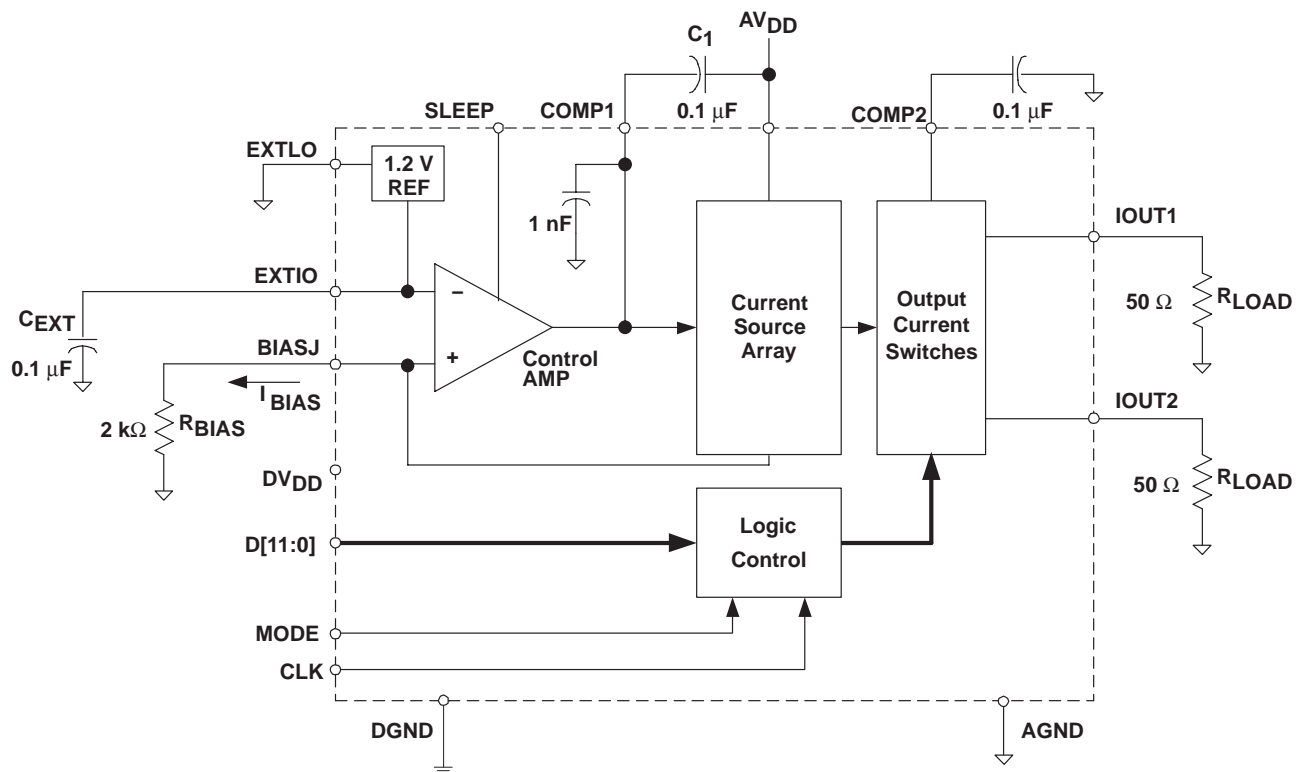 AVDD
C1
0.1 μF
SLEEP
COMP1
COMP2
0.1 μF
EXTLO
1.2 V
REF
1 nF
IOUT1
EXTIO
−
Current
Source
Array
Output
Current
Switches
50 Ω
RLOAD
CEXT
0.1 μF
BIASJ
+
Control
AMP
IBIAS
2 kΩ
RBIAS
IOUT2
DVDD
50 Ω
RLOAD
D[11:0]
Logic
Control
MODE
CLK
DGND
AGND